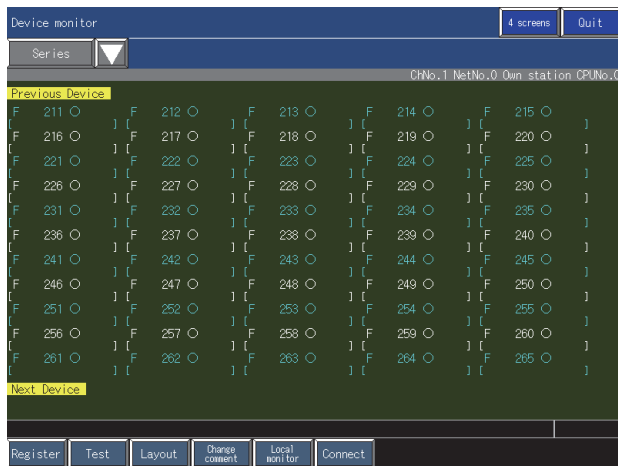 Device monitor 4 screens Quit
Series
ChNo.1 NetNo.0 Own station CPUNo.0
Previous Device
F 211 ○ F 212 ○ F 213 ○ F 214 ○ F 215 ○
[ ] [ ] [ ] [ ] [ ]
F 216 ○ F 217 ○ F 218 ○ F 219 ○ F 220 ○
[ ] [ ] [ ] [ ] [ ]
F 221 ○ F 222 ○ F 223 ○ F 224 ○ F 225 ○
[ ] [ ] [ ] [ ] [ ]
F 226 ○ F 227 ○ F 228 ○ F 229 ○ F 230 ○
[ ] [ ] [ ] [ ] [ ]
F 231 ○ F 232 ○ F 233 ○ F 234 ○ F 235 ○
[ ] [ ] [ ] [ ] [ ]
F 236 ○ F 237 ○ F 238 ○ F 239 ○ F 240 ○
[ ] [ ] [ ] [ ] [ ]
F 241 ○ F 242 ○ F 243 ○ F 244 ○ F 245 ○
[ ] [ ] [ ] [ ] [ ]
F 246 ○ F 247 ○ F 248 ○ F 249 ○ F 250 ○
[ ] [ ] [ ] [ ] [ ]
F 251 ○ F 252 ○ F 253 ○ F 254 ○ F 255 ○
[ ] [ ] [ ] [ ] [ ]
F 256 ○ F 257 ○ F 258 ○ F 259 ○ F 260 ○
[ ] [ ] [ ] [ ] [ ]
F 261 ○ F 262 ○ F 263 ○ F 264 ○ F 265 ○
[ ] [ ] [ ] [ ] [ ]
Next Device
Register Test Layout Change comment Local monitor Connect